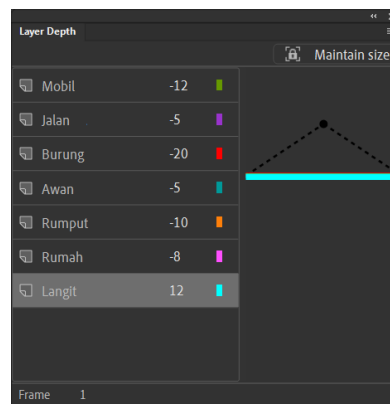 Layer Depth
Maintain size
Mobil -12
Jalan -5
Burung -20
Awan -5
Rumput -10
Rumah -8
Langit 12
Frame 1